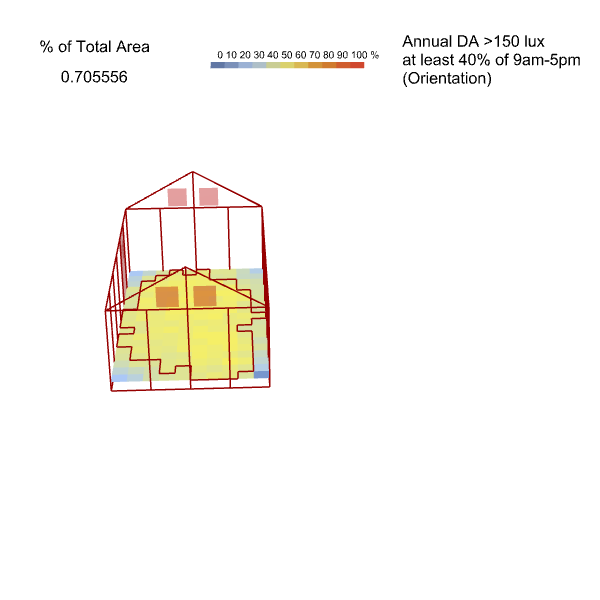 % of Total Area
0.705556
0 10 20 30 40 50 60 70 80 90 100 %
Annual DA >150 lux
at least 40% of 9am-5pm
(Orientation)